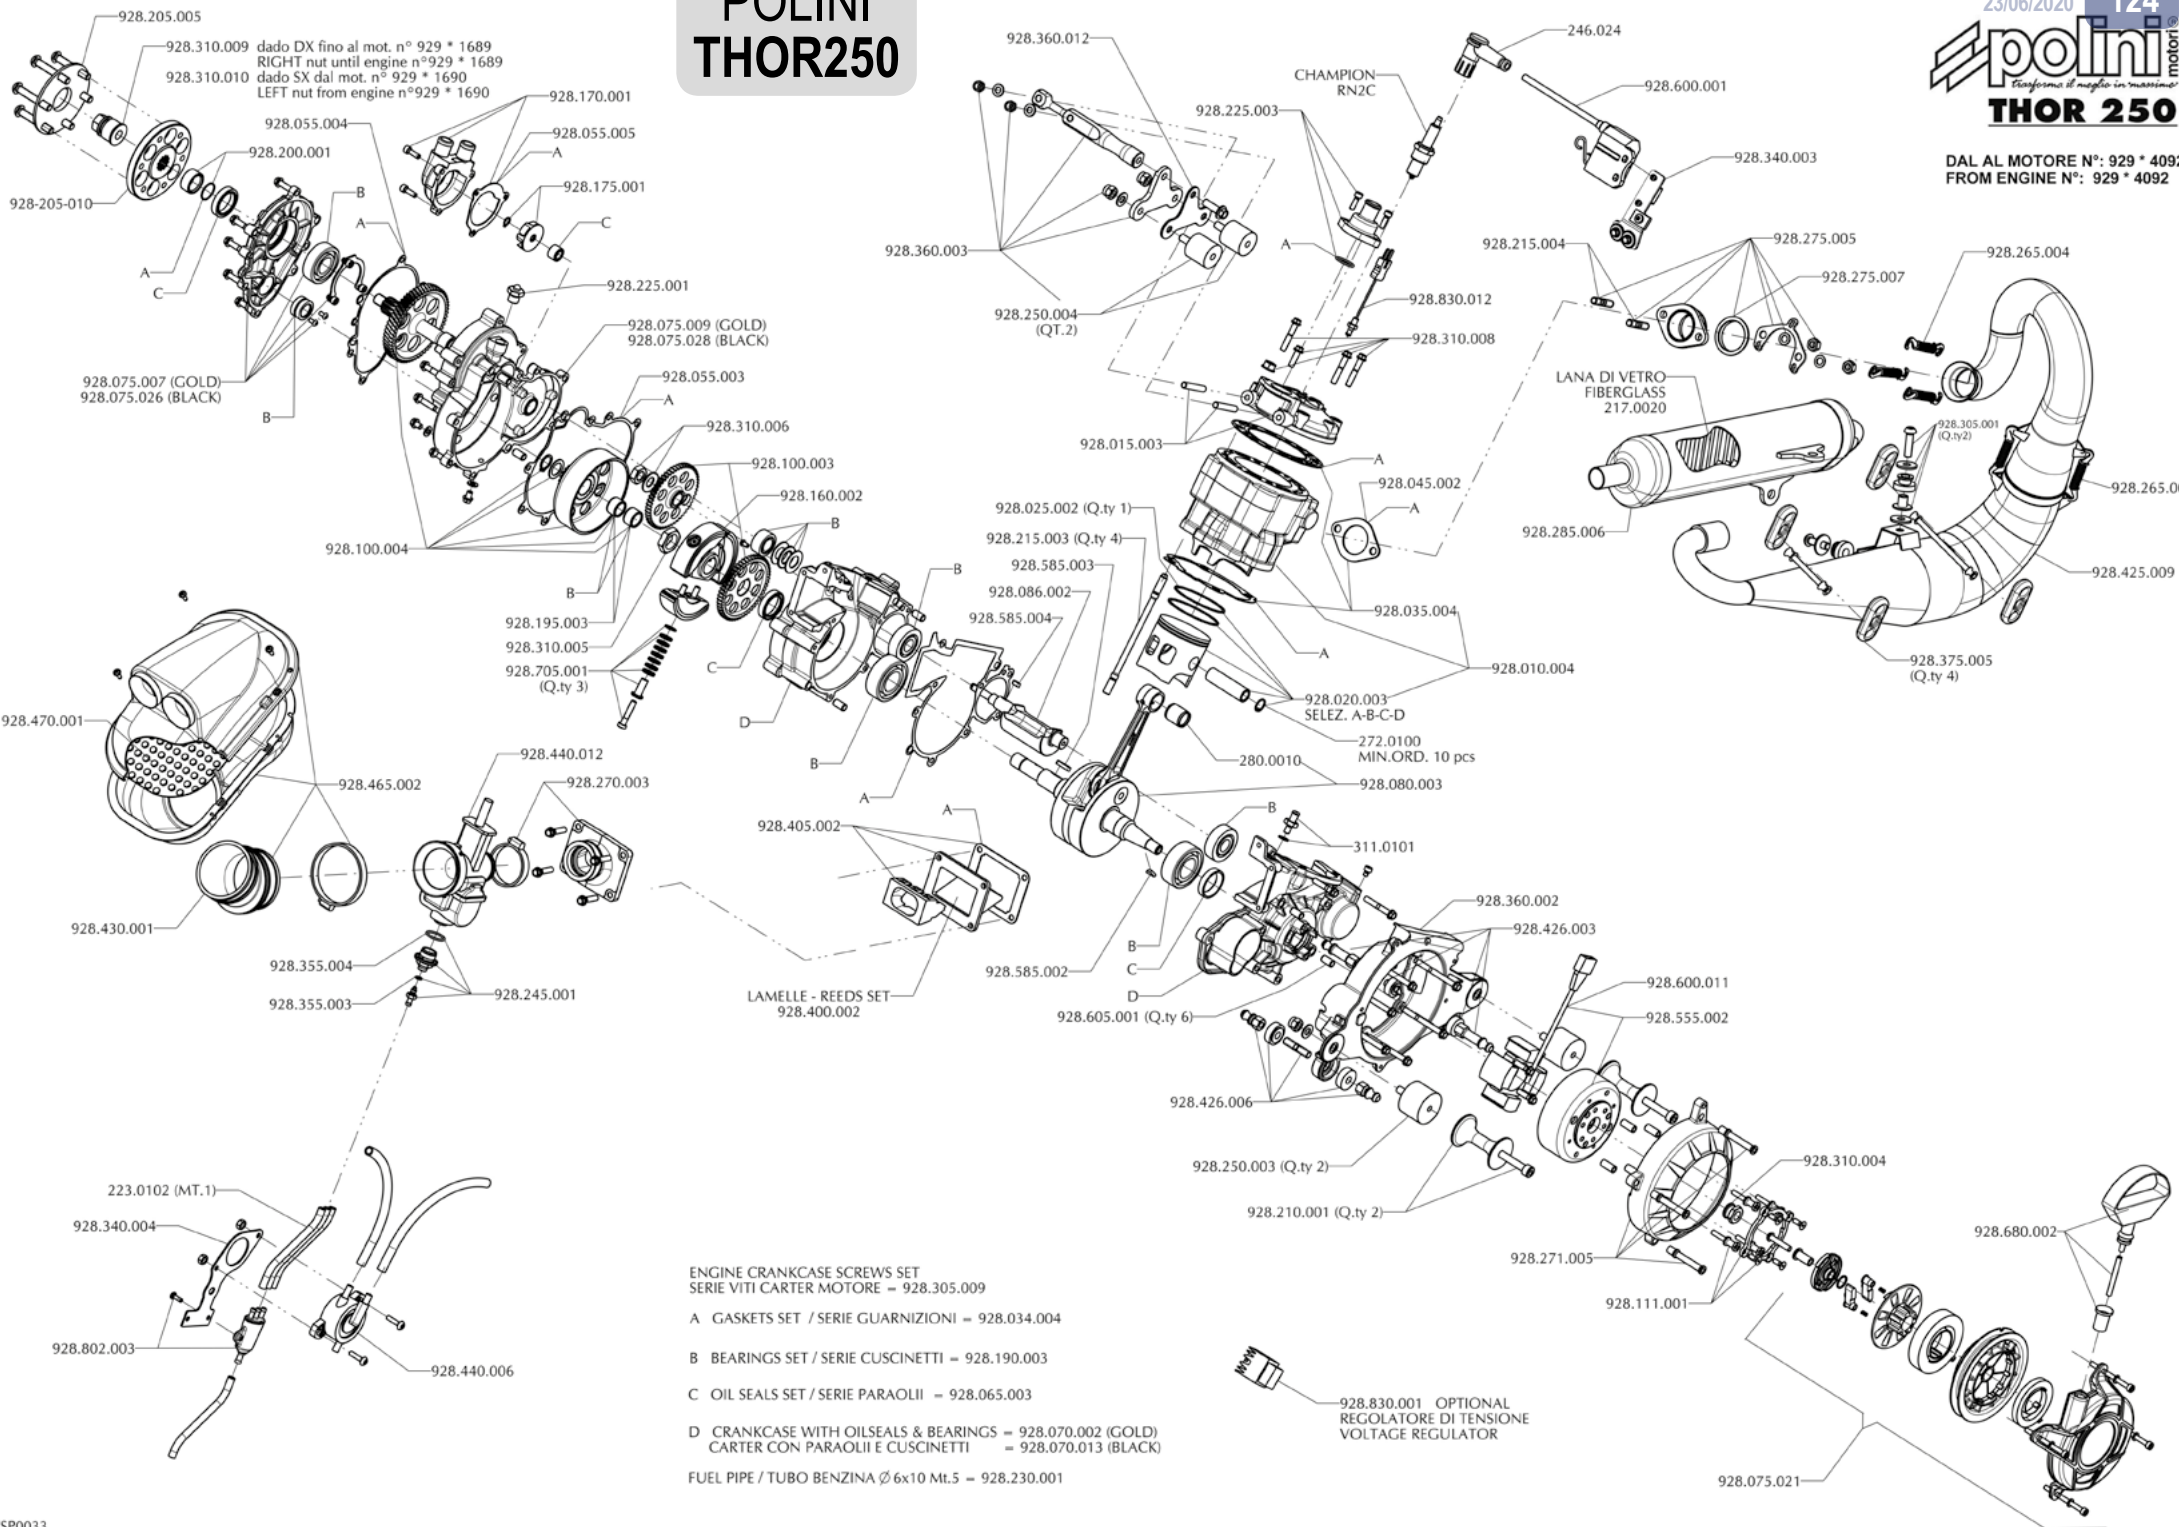 POLINI
THOR250
23/06/2020
124
polini
motori
trasforma il meglio in massimo
THOR 250
DAL AL MOTORE N°: 929 * 4092
FROM ENGINE N°: 929 * 4092
928.205.005
928.310.009 dado DX fino al mot. n° 929 * 1689
RIGHT nut until engine n°929 * 1689
928.310.010 dado SX dal mot. n° 929 * 1690
LEFT nut from engine n°929 * 1690
928.170.001
928.055.004
928.055.005
A
928.200.001
928.175.001
928-205-010
B
A
C
A
C
928.225.001
928.075.009 (GOLD)
928.075.028 (BLACK)
928.075.007 (GOLD)
928.075.026 (BLACK)
B
928.055.003
A
928.310.006
928.100.003
928.160.002
B
928.100.004
B
B
928.195.003
928.310.005
928.705.001
(Q.ty 3)
C
D
B
A
928.360.012
CHAMPION
RN2C
246.024
928.225.003
928.600.001
928.340.003
A
928.360.003
928.250.004
(QT.2)
928.830.012
928.310.008
928.215.004
928.275.005
928.275.007
928.265.004
LANA DI VETRO
FIBERGLASS
217.0020
928.305.001
(Q.ty2)
928.015.003
A
928.045.002
A
928.025.002 (Q.ty 1)
928.215.003 (Q.ty 4)
928.585.003
928.086.002
928.585.004
928.285.006
928.425.009
928.035.004
A
928.010.004
928.375.005
(Q.ty 4)
928.020.003
SELEZ. A-B-C-D
272.0100
MIN.ORD. 10 pcs
280.0010
928.080.003
928.470.001
928.465.002
928.440.012
928.270.003
928.405.002
A
B
311.0101
928.430.001
928.355.004
928.355.003
928.245.001
LAMELLE - REEDS SET
928.400.002
928.585.002
B
C
D
928.605.001 (Q.ty 6)
928.360.002
928.426.003
928.600.011
928.555.002
928.426.006
928.250.003 (Q.ty 2)
928.210.001 (Q.ty 2)
928.310.004
928.271.005
928.111.001
928.680.002
223.0102 (MT.1)
928.340.004
928.802.003
928.440.006
ENGINE CRANKCASE SCREWS SET
SERIE VITI CARTER MOTORE = 928.305.009
A GASKETS SET / SERIE GUARNIZIONI = 928.034.004
B BEARINGS SET / SERIE CUSCINETTI = 928.190.003
C OIL SEALS SET / SERIE PARAOLII = 928.065.003
D CRANKCASE WITH OILSEALS & BEARINGS = 928.070.002 (GOLD)
CARTER CON PARAOLII E CUSCINETTI = 928.070.013 (BLACK)
FUEL PIPE / TUBO BENZINA Ø 6x10 Mt.5 = 928.230.001
928.830.001 OPTIONAL
REGOLATORE DI TENSIONE
VOLTAGE REGULATOR
928.075.021